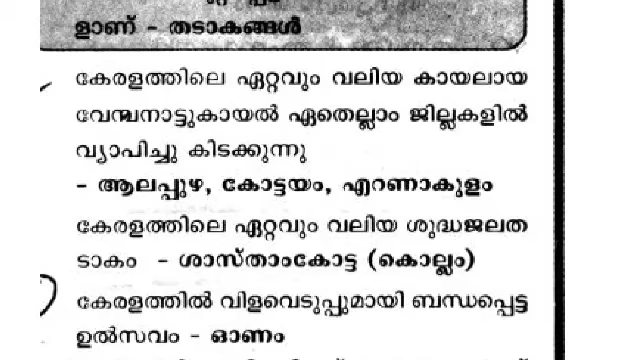 ളാണ് - തടാകങ്ങൾ
കേരളത്തിലെ ഏറ്റവും വലിയ കായലായ
വേമ്പനാട്ടുകായൽ ഏതെല്ലാം ജില്ലകളിൽ
വ്യാപിച്ചു കിടക്കുന്നു
- ആലപ്പുഴ, കോട്ടയം, എറണാകുളം
കേരളത്തിലെ ഏറ്റവും വലിയ ശുദ്ധജലത
ടാകം - ശാസ്താംകോട്ട (കൊല്ലം)
കേരളത്തിൽ വിളവെടുപ്പുമായി ബന്ധപ്പെട്ട
ഉൽസവം - ഓണം